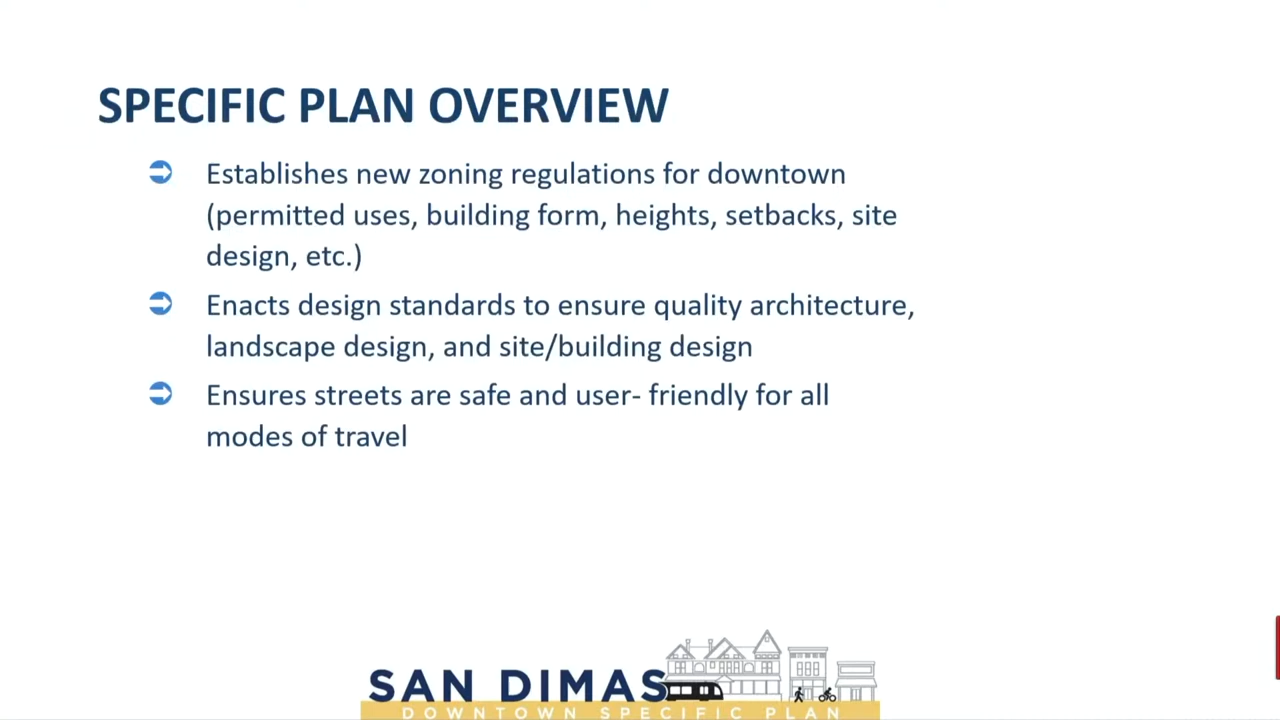 SPECIFIC PLAN OVERVIEW
Establishes new zoning regulations for downtown
(permitted uses, building form, heights, setbacks, site
design, etc.)
Enacts design standards to ensure quality architecture,
landscape design, and site/building design
Ensures streets are safe and user- friendly for all
modes of travel
SAN DIMAS
DOWNTOWN SPECIFIC PLAN